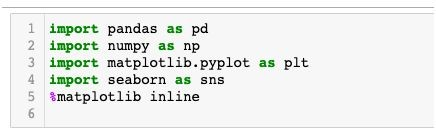 1 import pandas as pd
2 import numpy as np
3 import matplotlib.pyplot as plt
4 import seaborn as sns
5 %matplotlib inline
6